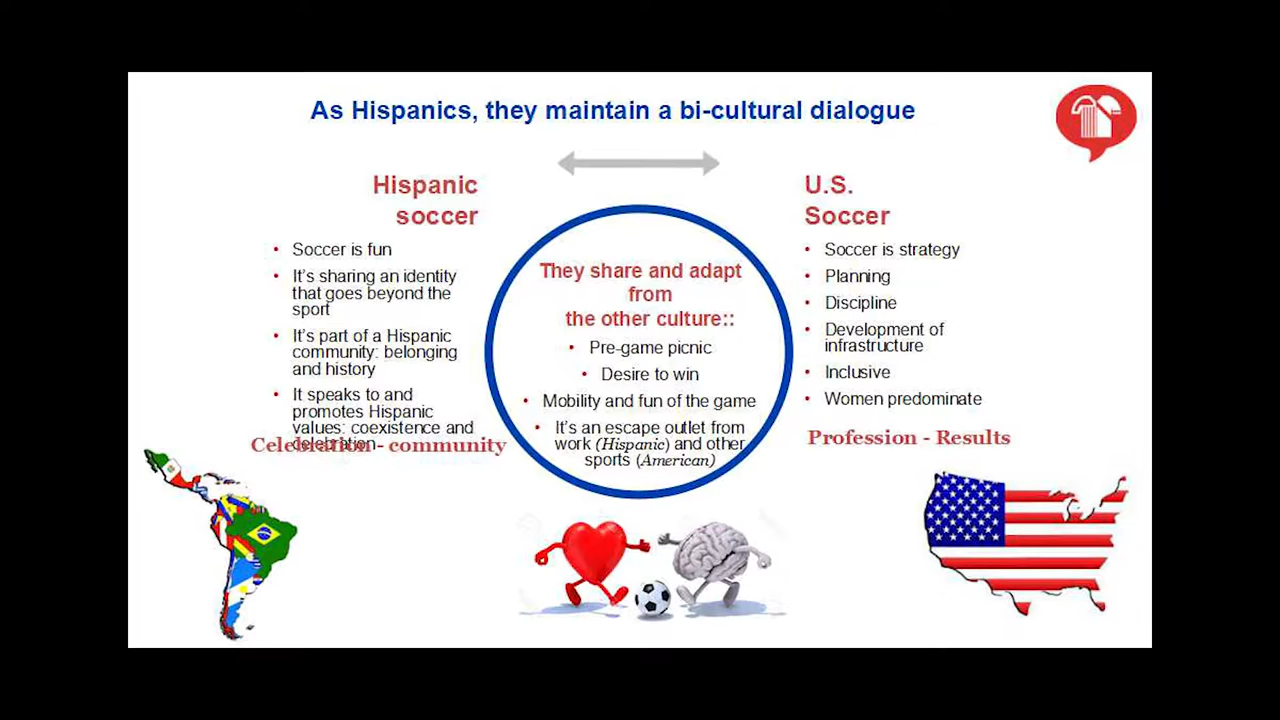 As Hispanics, they maintain a bi-cultural dialogue
Hispanic
soccer
• Soccer is fun
• It's sharing an identity
that goes beyond the
sport
• It's part of a Hispanic
community: belonging
and history
• It speaks to and
promotes Hispanic
values: coexistence and
celebration
Celebration - community
They share and adapt
from
the other culture::
• Pre-game picnic
• Desire to win
• Mobility and fun of the game
• It's an escape outlet from
work (Hispanic) and other
sports (American)
U.S.
Soccer
• Soccer is strategy
• Planning
• Discipline
• Development of
infrastructure
• Inclusive
• Women predominate
Profession - Results